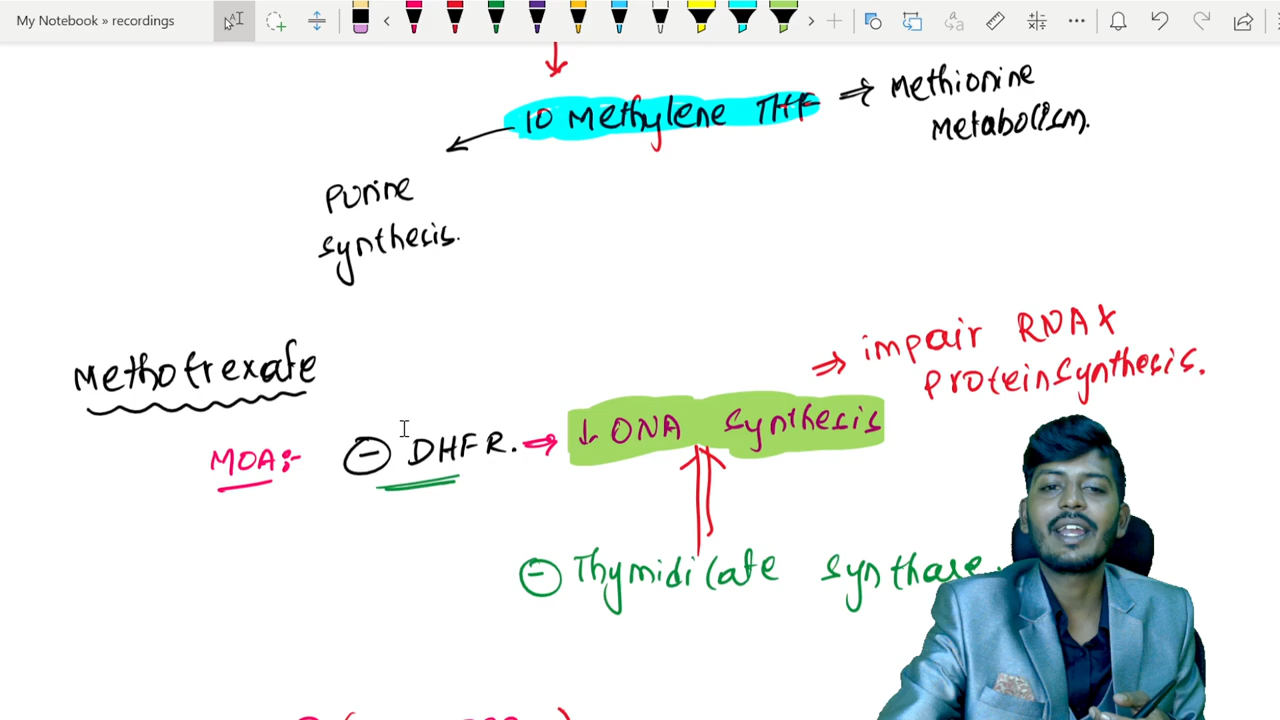 My Notebook » recordings
10 Methylene THF ⇒ Methionine
Metabolism.
Purine
synthesis.
⇒ impair RNA &
Protein synthesis.
Methotrexate
MOA:- ⊖ DHFR. ⇒ ↓ DNA synthesis
⊖ Thymidicate synthase.